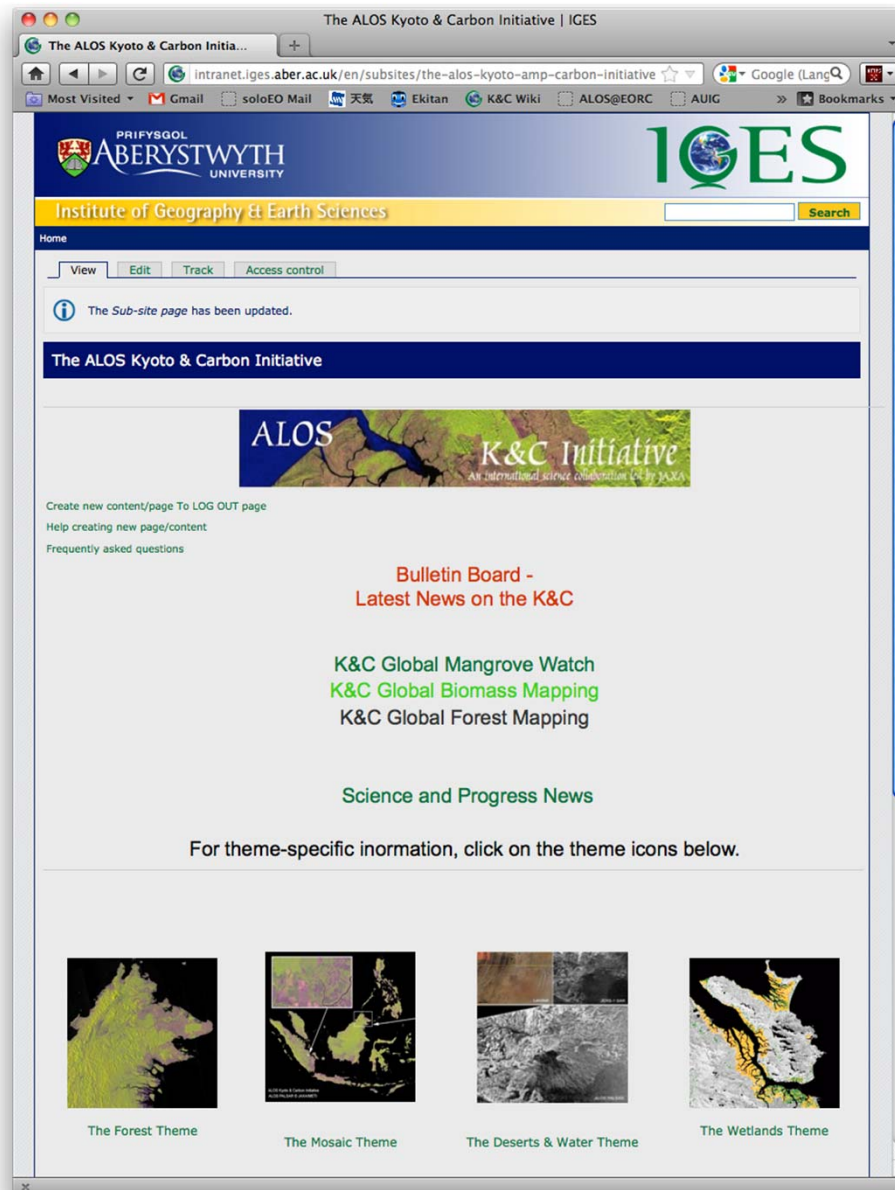 The ALOS Kyoto & Carbon Initiative | IGES
The ALOS Kyoto & Carbon Initia...
intranet.iges.aber.ac.uk/en/subsites/the-alos-kyoto-amp-carbon-initiative
Google (Lang
Most Visited
Gmail
soloEO Mail
天気
Ekitan
K&C Wiki
ALOS@EORC
AUIG
»
Bookmarks
PRIFYSGOL
ABERYSTWYTH
UNIVERSITY
IGES
Institute of Geography & Earth Sciences
Search
Home
View
Edit
Track
Access control
The Sub-site page has been updated.
The ALOS Kyoto & Carbon Initiative
ALOS
K&C Initiative
An international science collaboration led by JAXA
Create new content/page To LOG OUT page
Help creating new page/content
Frequently asked questions
Bulletin Board -
Latest News on the K&C
K&C Global Mangrove Watch
K&C Global Biomass Mapping
K&C Global Forest Mapping
Science and Progress News
For theme-specific inormation, click on the theme icons below.
ALOS Kyoto & Carbon Initiative
The Forest Theme
The Mosaic Theme
The Deserts & Water Theme
The Wetlands Theme